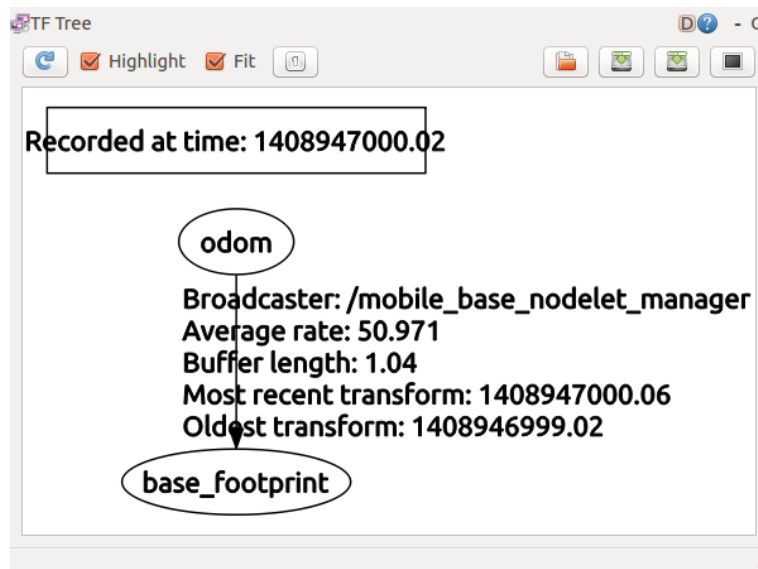 TF Tree
D ? -
Highlight Fit
Recorded at time: 1408947000.02
odom
Broadcaster: /mobile_base_nodelet_manager
Average rate: 50.971
Buffer length: 1.04
Most recent transform: 1408947000.06
Oldest transform: 1408946999.02
base_footprint